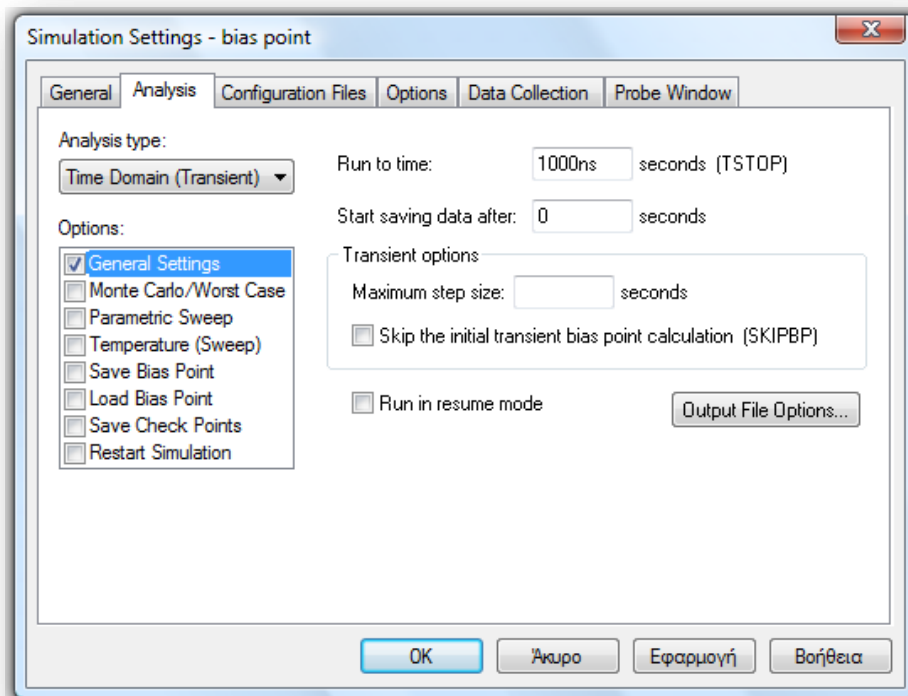 Simulation Settings - bias point
General Analysis Configuration Files Options Data Collection Probe Window
Analysis type:
Time Domain (Transient)
Options:
General Settings
Monte Carlo/Worst Case
Parametric Sweep
Temperature (Sweep)
Save Bias Point
Load Bias Point
Save Check Points
Restart Simulation
Run to time: 1000ns seconds (TSTOP)
Start saving data after: 0 seconds
Transient options
Maximum step size: seconds
Skip the initial transient bias point calculation (SKIPBP)
Run in resume mode
Output File Options...
OK Άκυρο Εφαρμογή Βοήθεια